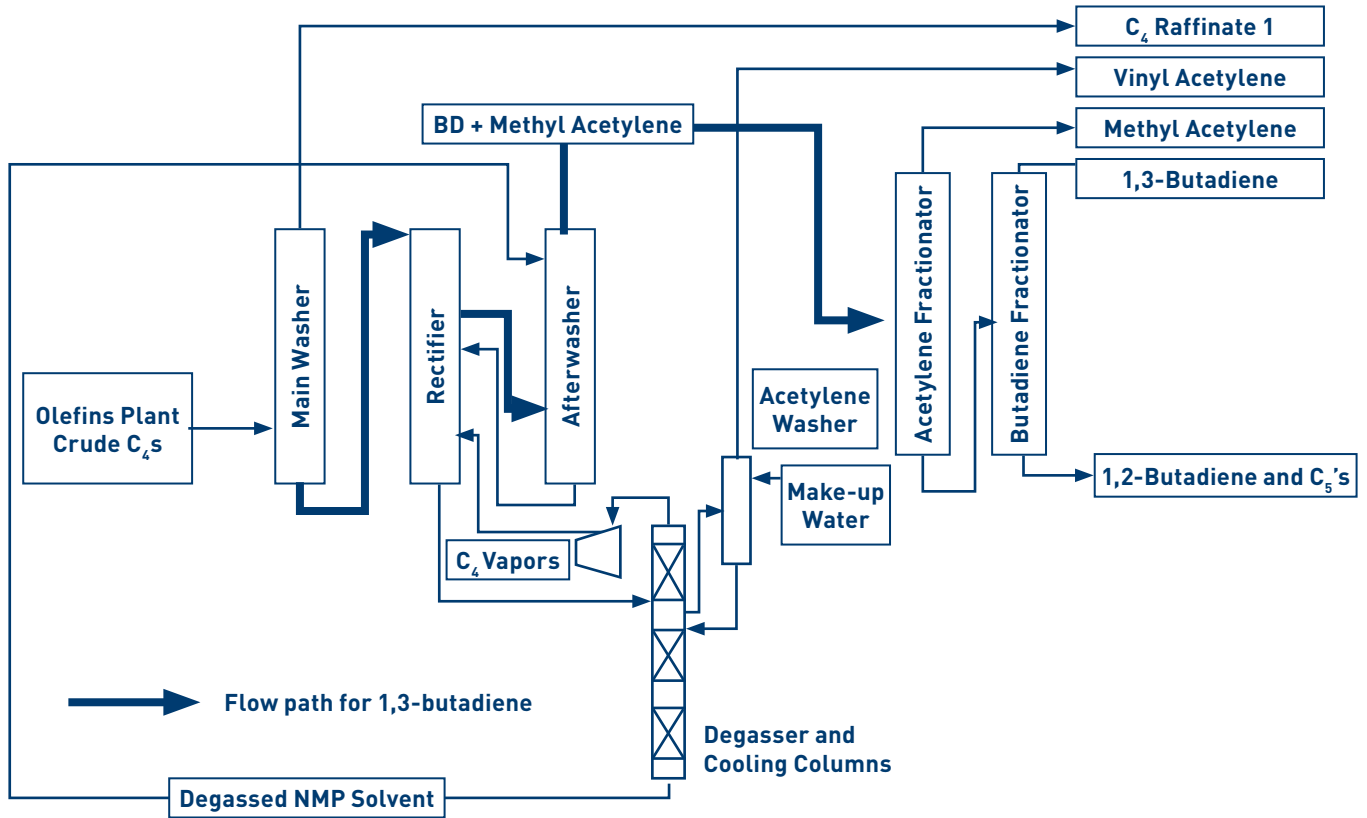 C₄ Raffinate 1
Vinyl Acetylene
BD + Methyl Acetylene
Methyl Acetylene
1,3-Butadiene
Main Washer
Rectifier
Afterwasher
Acetylene Fractionator
Butadiene Fractionator
Olefins Plant
Crude C₄s
Acetylene
Washer
1,2-Butadiene and C₅'s
Make-up
Water
C₄ Vapors
Flow path for 1,3-butadiene
Degasser and
Cooling Columns
Degassed NMP Solvent